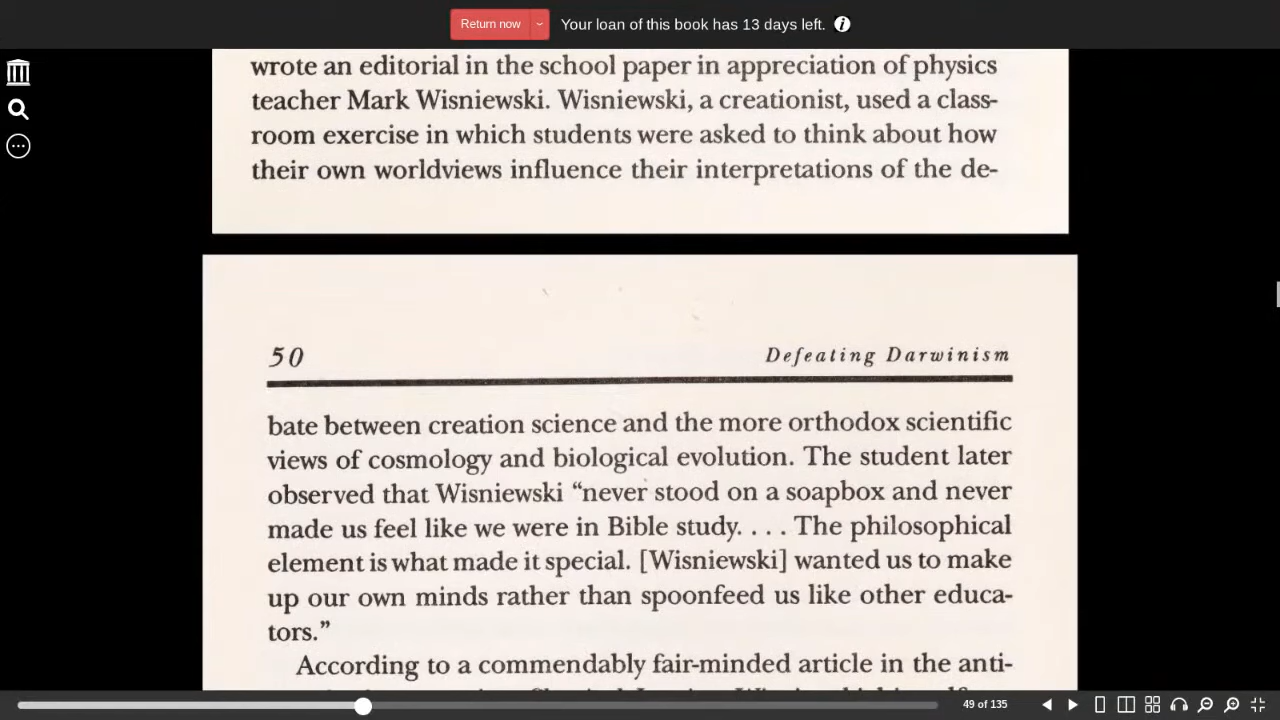 Return now
Your loan of this book has 13 days left.
wrote an editorial in the school paper in appreciation of physics
teacher Mark Wisniewski. Wisniewski, a creationist, used a class-
room exercise in which students were asked to think about how
their own worldviews influence their interpretations of the de-
50
Defeating Darwinism
bate between creation science and the more orthodox scientific
views of cosmology and biological evolution. The student later
observed that Wisniewski “never stood on a soapbox and never
made us feel like we were in Bible study. . . . The philosophical
element is what made it special. [Wisniewski] wanted us to make
up our own minds rather than spoonfeed us like other educa-
tors.”
According to a commendably fair-minded article in the anti-
49 of 135